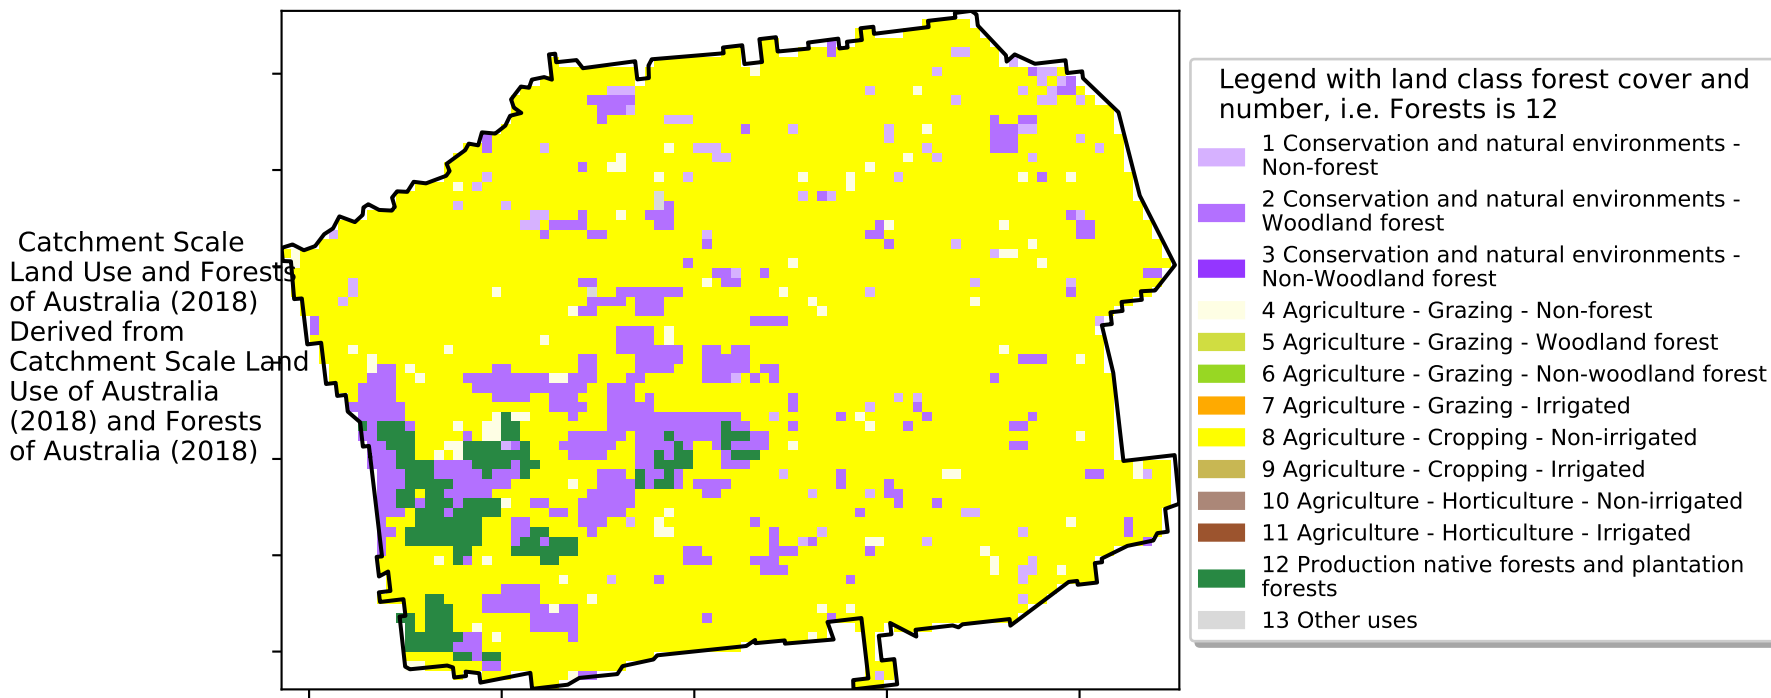 Catchment Scale
Land Use and Forests
of Australia (2018)
Derived from
Catchment Scale Land
Use of Australia
(2018) and Forests
of Australia (2018)
Legend with land class forest cover and
number, i.e. Forests is 12
1 Conservation and natural environments -
Non-forest
2 Conservation and natural environments -
Woodland forest
3 Conservation and natural environments -
Non-Woodland forest
4 Agriculture - Grazing - Non-forest
5 Agriculture - Grazing - Woodland forest
6 Agriculture - Grazing - Non-woodland forest
7 Agriculture - Grazing - Irrigated
8 Agriculture - Cropping - Non-irrigated
9 Agriculture - Cropping - Irrigated
10 Agriculture - Horticulture - Non-irrigated
11 Agriculture - Horticulture - Irrigated
12 Production native forests and plantation
forests
13 Other uses